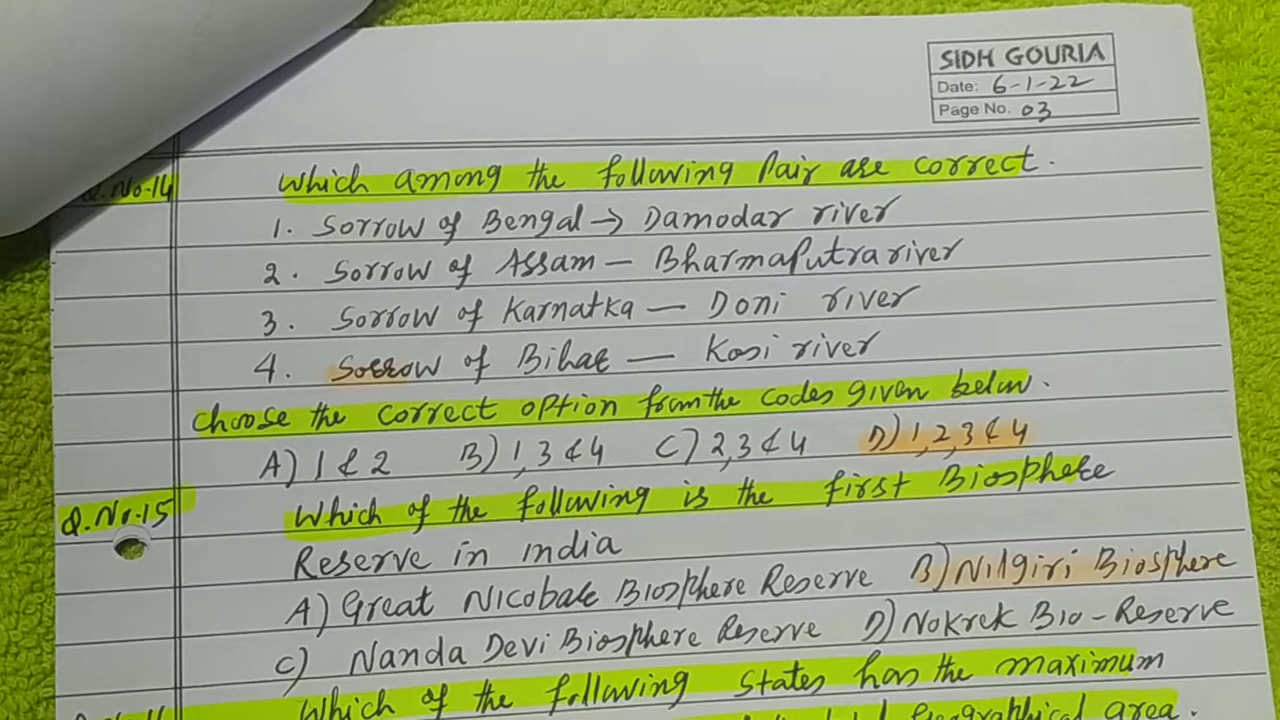 SIDH GOURIA
Date: 6-1-22
Page No. 03
Q.No.14 Which among the following Pair are correct.
1. Sorrow of Bengal → Damodar river
2. Sorrow of Assam — BharmaPutra river
3. Sorrow of Karnatka — Doni river
4. Sorrow of Bihar — Kosi river
Choose the correct option from the codes given below.
A) 1 & 2 B) 1,3 & 4 C) 2,3 & 4 D) 1,2,3 & 4
Q.No.15 Which of the following is the first Biosphere
Reserve in india
A) Great Nicobar Biosphere Reserve B) Nilgiri Biosphere
C) Nanda Devi Biosphere Reserve D) Nokrek Bio-Reserve
Which of the following states has the maximum
area.